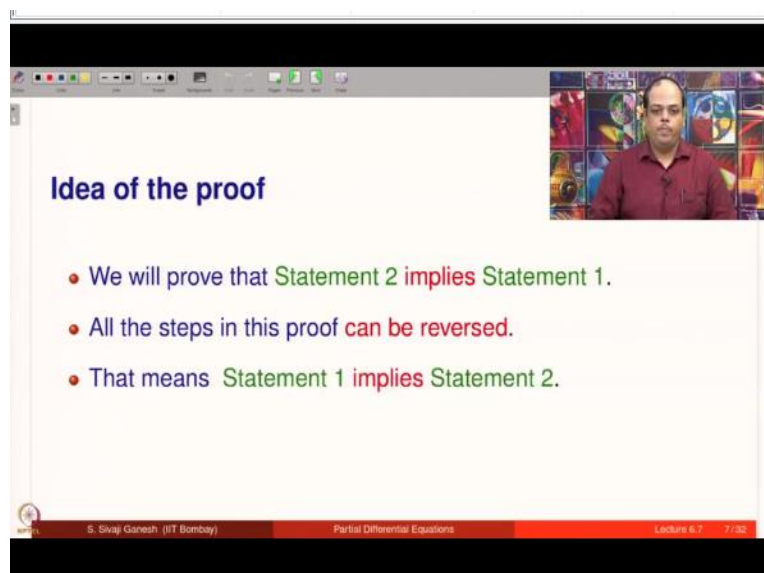 Idea of the proof
We will prove that Statement 2 implies Statement 1.
All the steps in this proof can be reversed.
That means Statement 1 implies Statement 2.
S. Sivaji Ganesh (IIT Bombay) Partial Differential Equations Lecture 6.7 7/32